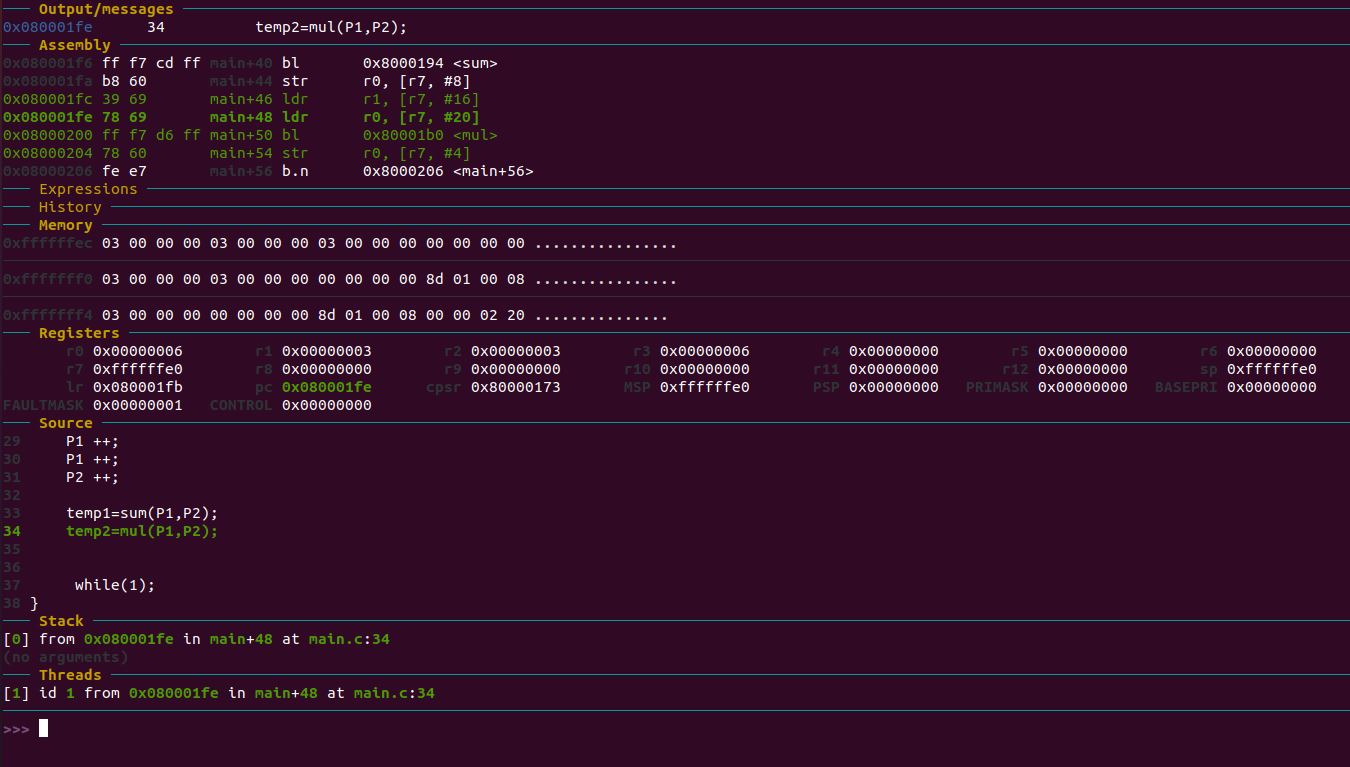 Output/messages
0x080001fe 34 temp2=mul(P1,P2);
Assembly
0x080001f6 ff f7 cd ff main+40 bl 0x8000194 <sum>
0x080001fa b8 60 main+44 str r0, [r7, #8]
0x080001fc 39 69 main+46 ldr r1, [r7, #16]
0x080001fe 78 69 main+48 ldr r0, [r7, #20]
0x08000200 ff f7 d6 ff main+50 bl 0x80001b0 <mul>
0x08000204 78 60 main+54 str r0, [r7, #4]
0x08000206 fe e7 main+56 b.n 0x8000206 <main+56>
Expressions
History
Memory
0xffffffec 03 00 00 00 03 00 00 00 03 00 00 00 00 00 00 00 ................
0xfffffff0 03 00 00 00 03 00 00 00 00 00 00 00 8d 01 00 08 ................
0xfffffff4 03 00 00 00 00 00 00 00 8d 01 00 08 00 00 02 20 ...............
Registers
r0 0x00000006 r1 0x00000003 r2 0x00000003 r3 0x00000006 r4 0x00000000 r5 0x00000000 r6 0x00000000
r7 0xffffffe0 r8 0x00000000 r9 0x00000000 r10 0x00000000 r11 0x00000000 r12 0x00000000 sp 0xffffffe0
lr 0x080001fb pc 0x080001fe cpsr 0x80000173 MSP 0xffffffe0 PSP 0x00000000 PRIMASK 0x00000000 BASEPRI 0x00000000
FAULTMASK 0x00000001 CONTROL 0x00000000
Source
29 P1 ++;
30 P1 ++;
31 P2 ++;
32
33 temp1=sum(P1,P2);
34 temp2=mul(P1,P2);
35
36
37 while(1);
38 }
Stack
[0] from 0x080001fe in main+48 at main.c:34
(no arguments)
Threads
[1] id 1 from 0x080001fe in main+48 at main.c:34
>>>